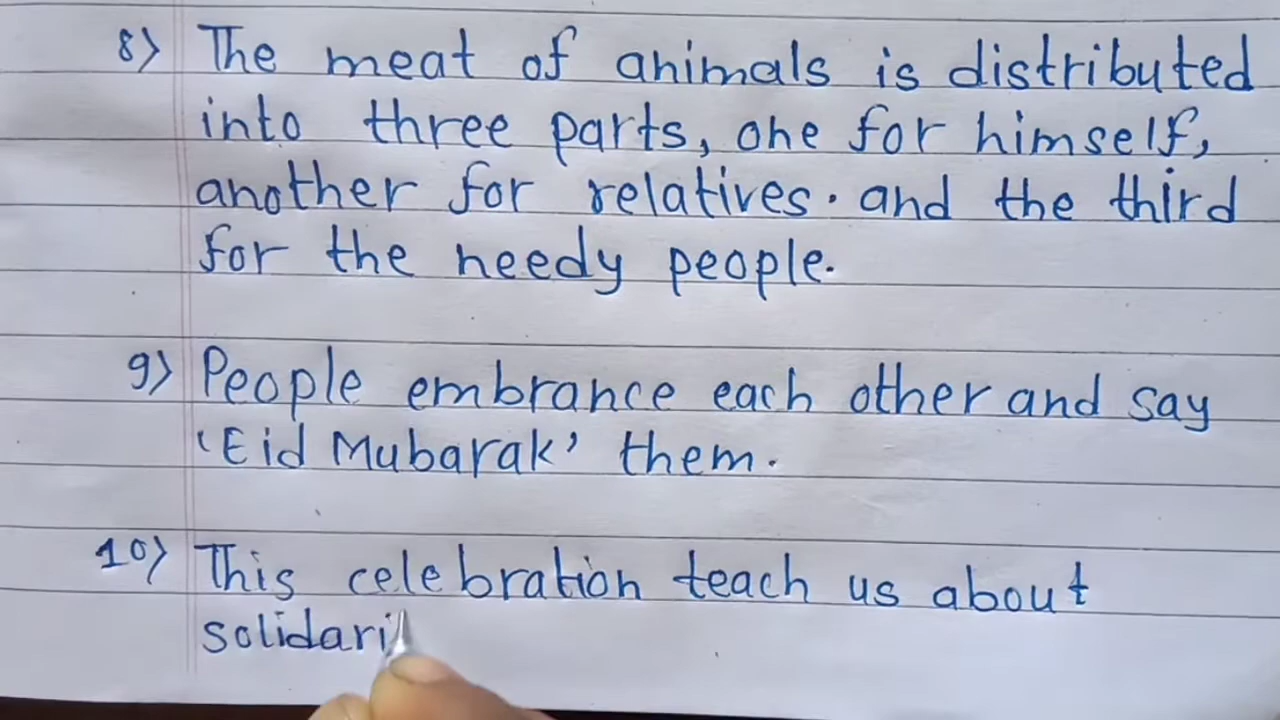 8) The meat of animals is distributed
into three parts, one for himself,
another for relatives. and the third
for the needy people.
9) People embrance each other and say
'Eid Mubarak' them.
10) This celebration teach us about
solidari